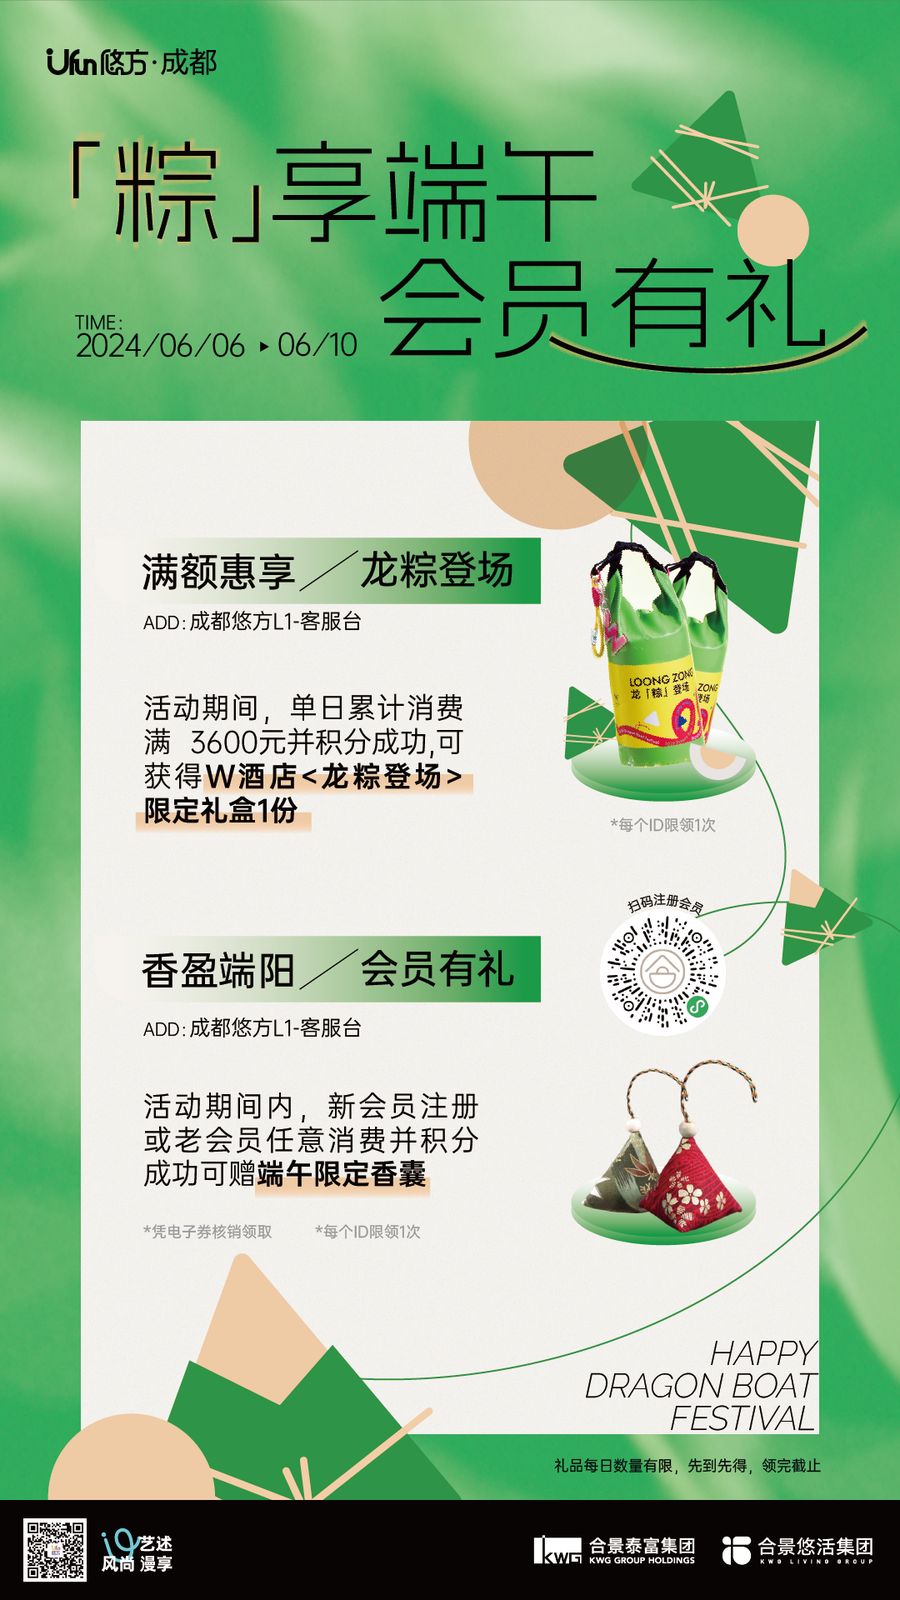 Ufun 悠方·成都
「粽」享端午
会员有礼
TIME:
2024/06/06 ▸ 06/10
满额惠享／龙粽登场
ADD:成都悠方L1-客服台
活动期间，单日累计消费
满 3600元并积分成功,可
获得W酒店<龙粽登场>
限定礼盒1份
LOONG ZONG
龙「粽」登场
ZONG
登场
*每个ID限领1次
扫码注册会员
香盈端阳／会员有礼
ADD:成都悠方L1-客服台
活动期间内，新会员注册
或老会员任意消费并积分
成功可赠端午限定香囊
*凭电子券核销领取 *每个ID限领1次
HAPPY
DRAGON BOAT
FESTIVAL
礼品每日数量有限，先到先得，领完截止
艺述
风尚 漫享
KWG 合景泰富集团
KWG GROUP HOLDINGS
合景悠活集团
KWG LIVING GROUP